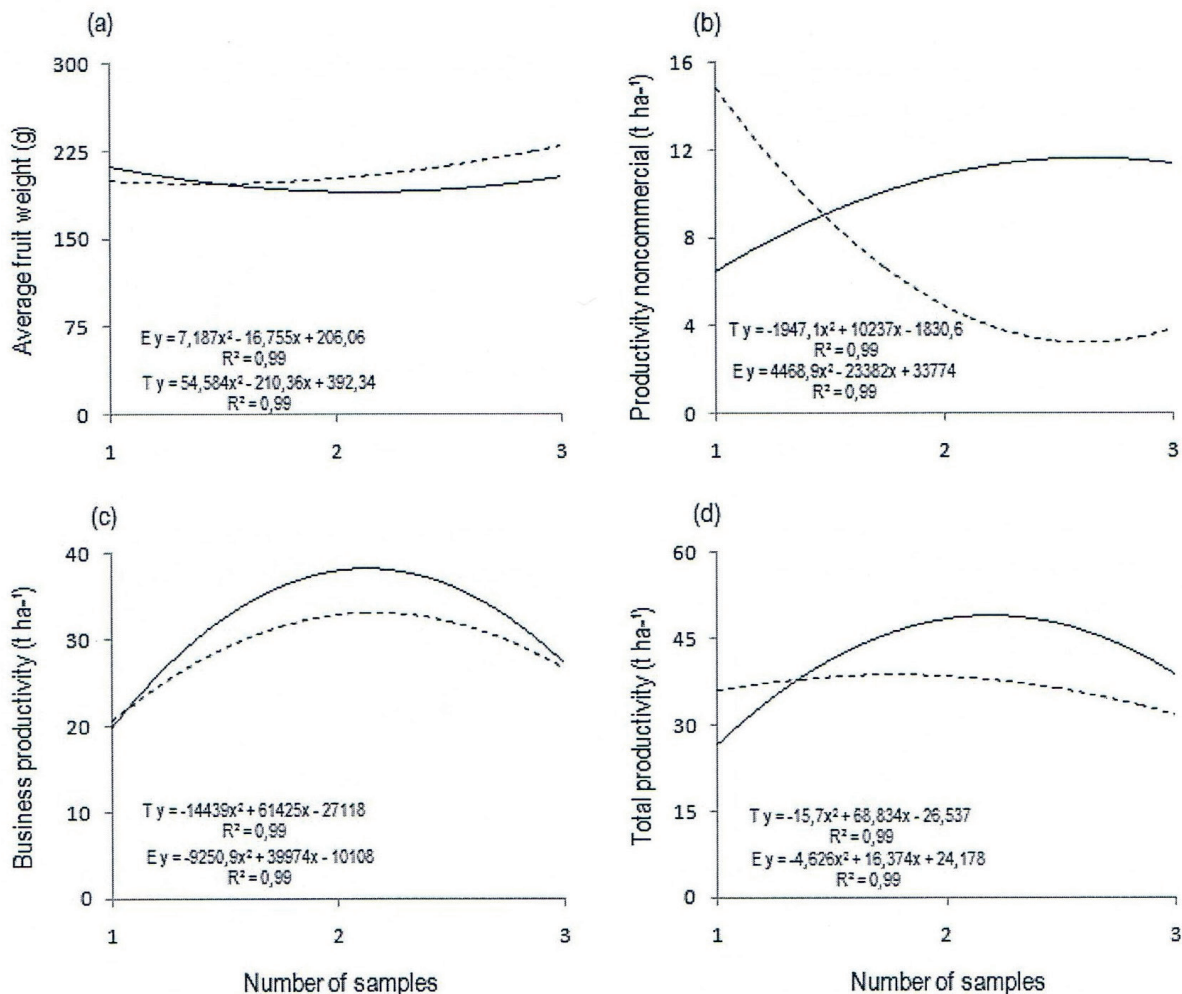 (a)
Average fruit weight (g)
300
225
150
75
0
E y = 7,187x² - 16,755x + 206,06
R² = 0,99
T y = 54,584x² - 210,36x + 392,34
R² = 0,99
1 2 3
(b)
Productivity noncommercial (t ha-¹)
16
12
8
4
0
T y = -1947,1x² + 10237x - 1830,6
R² = 0,99
E y = 4468,9x² - 23382x + 33774
R² = 0,99
1 2 3
(c)
Business productivity (t ha-¹)
40
30
20
10
0
T y = -14439x² + 61425x - 27118
R² = 0,99
E y = -9250,9x² + 39974x - 10108
R² = 0,99
1 2 3
Number of samples
(d)
Total productivity (t ha-¹)
60
45
30
15
0
T y = -15,7x² + 68,834x - 26,537
R² = 0,99
E y = -4,626x² + 16,374x + 24,178
R² = 0,99
1 2 3
Number of samples